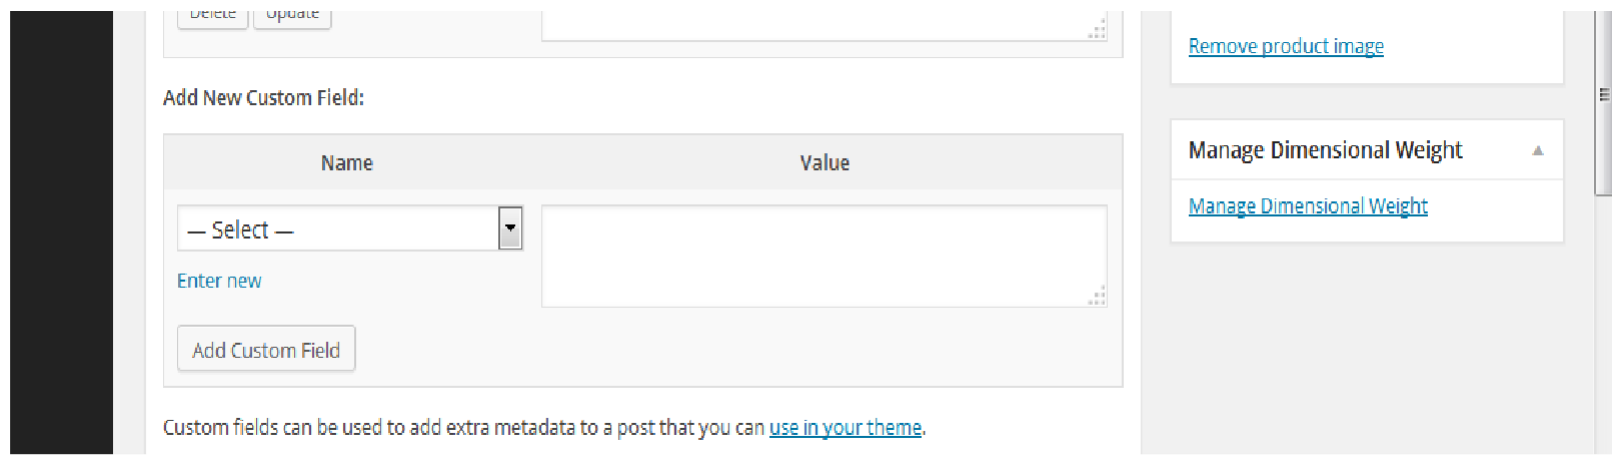 Delete Update
Remove product image
Add New Custom Field:
Name Value
Manage Dimensional Weight
— Select —
Manage Dimensional Weight
Enter new
Add Custom Field
Custom fields can be used to add extra metadata to a post that you can use in your theme.